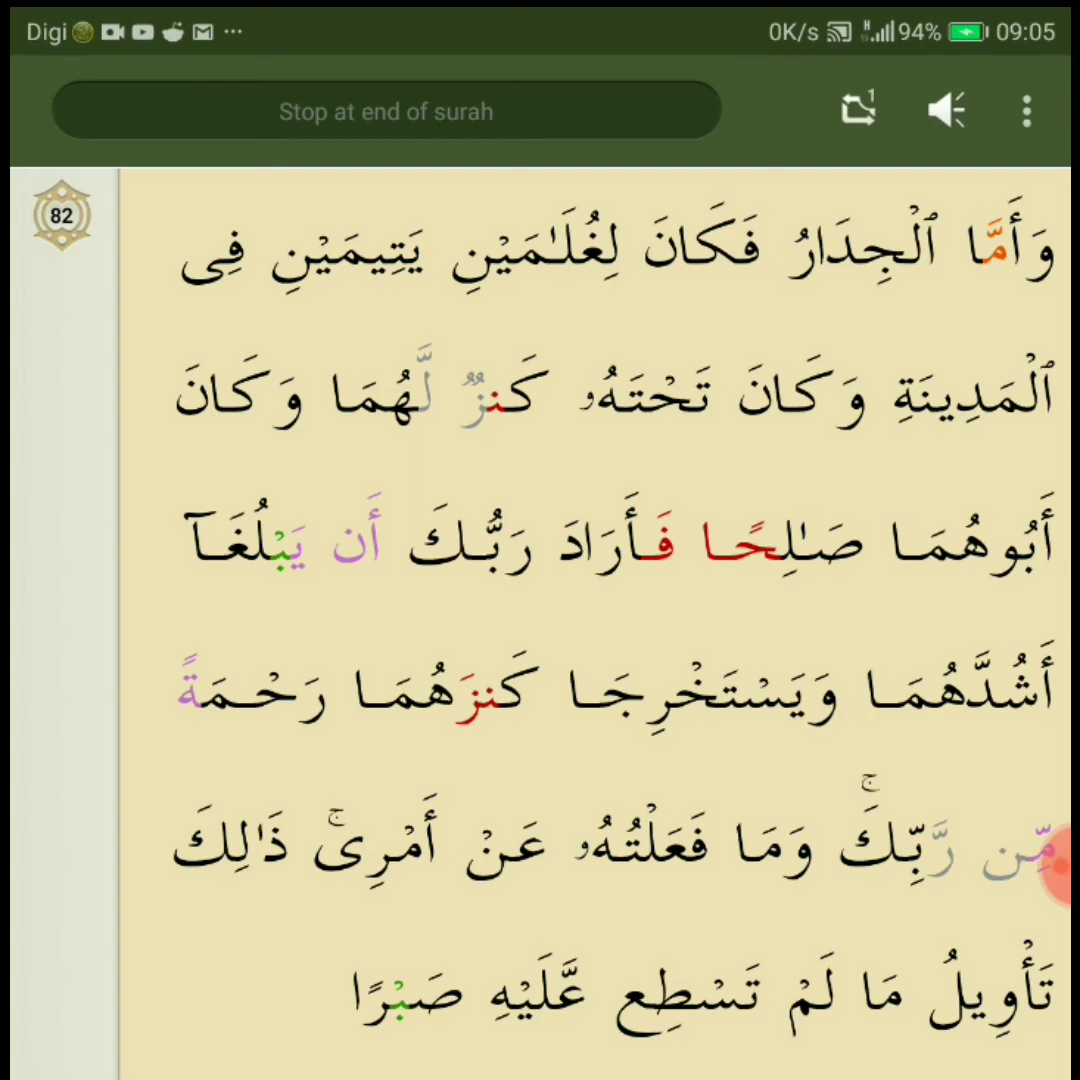 Digi ... 0K/s H 94% 09:05
Stop at end of surah 1
82
وَأَمَّا ٱلْجِدَارُ فَكَانَ لِغُلَـٰمَيْنِ يَتِيمَيْنِ فِى
ٱلْمَدِينَةِ وَكَانَ تَحْتَهُۥ كَنزٌ لَّهُمَا وَكَانَ
أَبُوهُمَا صَـٰلِحًا فَأَرَادَ رَبُّكَ أَن يَبْلُغَآ
أَشُدَّهُمَا وَيَسْتَخْرِجَا كَنزَهُمَا رَحْمَةً
مِّن رَّبِّكَ ۚ وَمَا فَعَلْتُهُۥ عَنْ أَمْرِى ۚ ذَٰلِكَ
تَأْوِيلُ مَا لَمْ تَسْطِع عَّلَيْهِ صَبْرًا